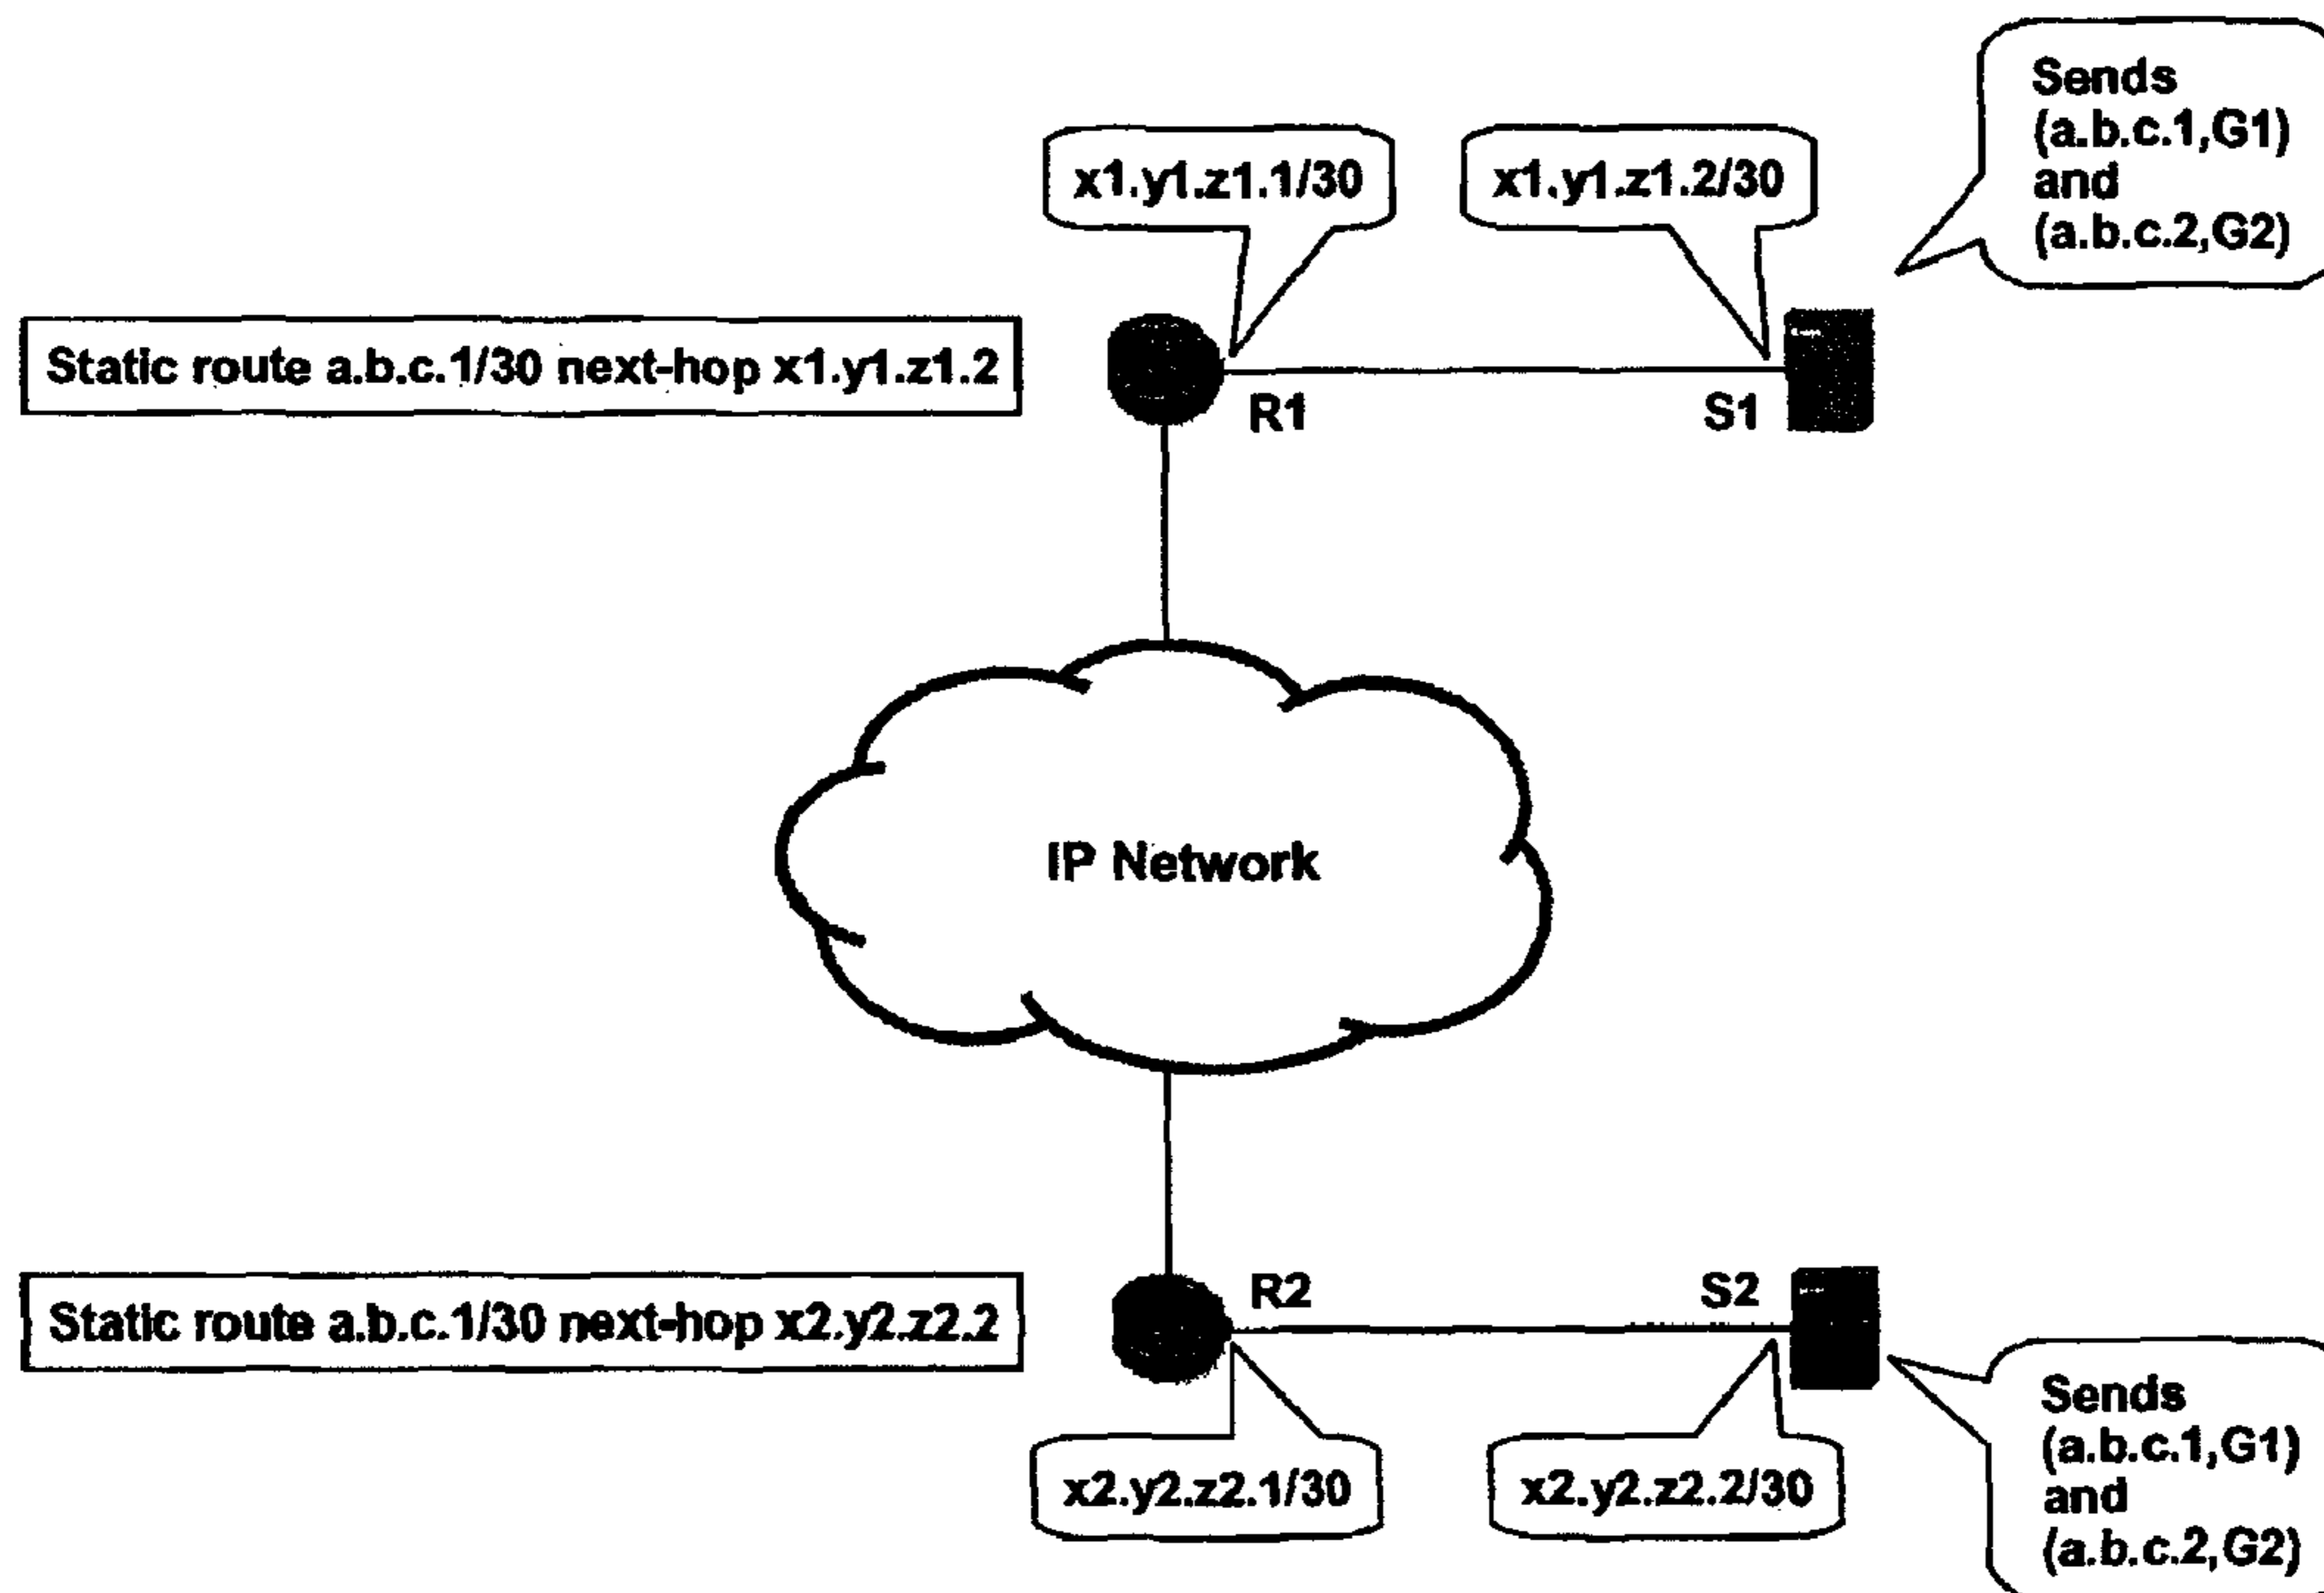 Sends
(a.b.c.1,G1)
and
(a.b.c.2,G2)
x1.y1.z1.1/30
x1.y1.z1.2/30
Static route a.b.c.1/30 next-hop x1.y1.z1.2
R1
S1
IP Network
R2
S2
Static route a.b.c.1/30 next-hop x2.y2.z2.2
x2.y2.z2.1/30
x2.y2.z2.2/30
Sends
(a.b.c.1,G1)
and
(a.b.c.2,G2)